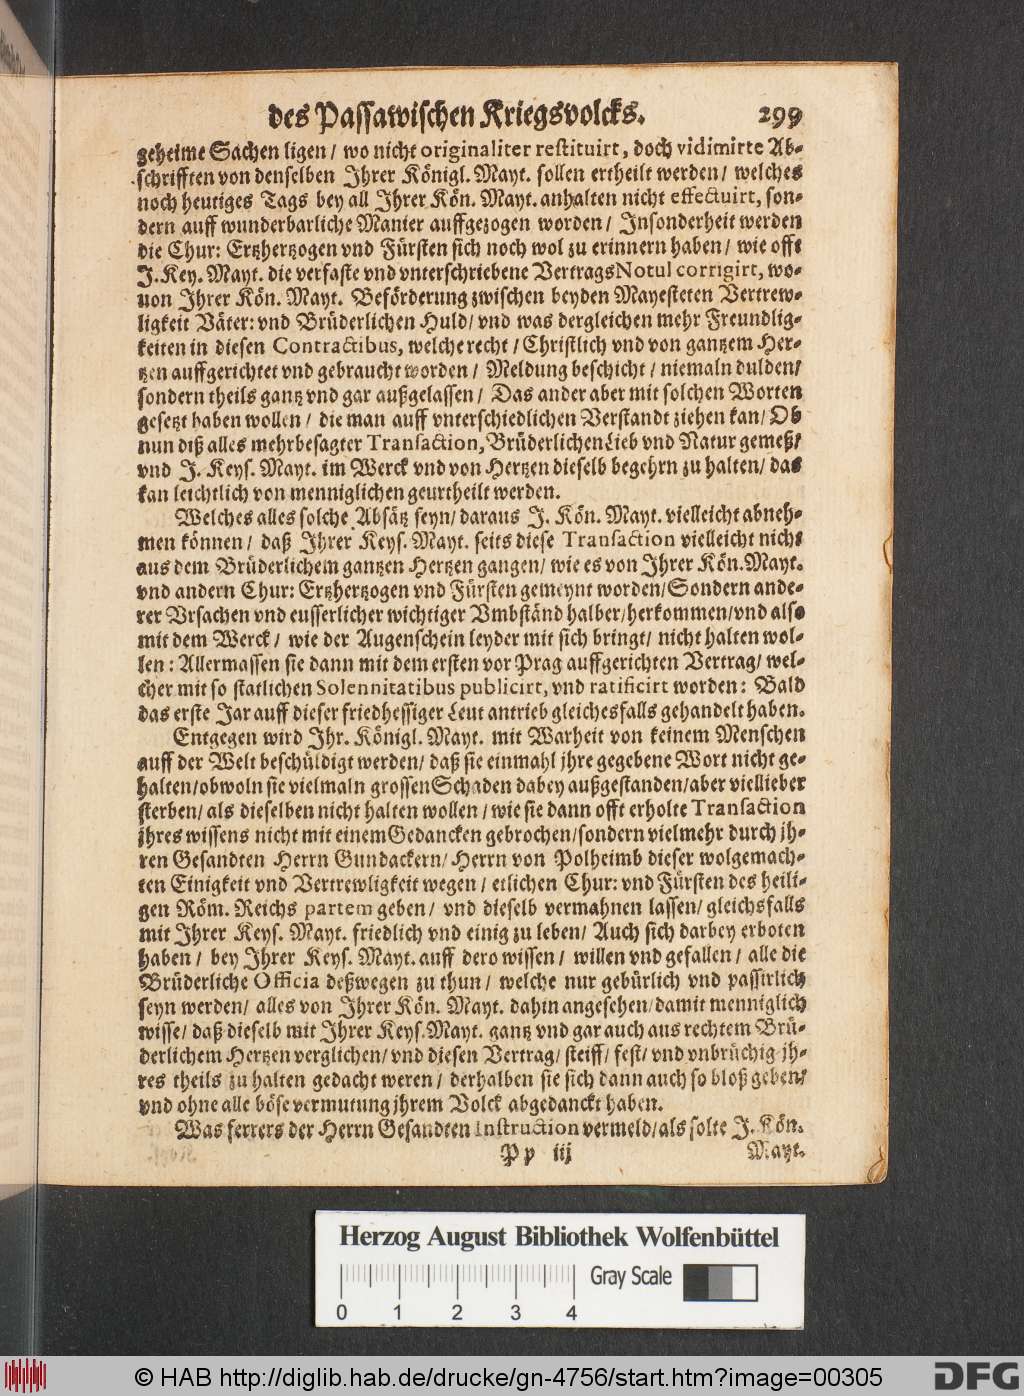 des Passawischen Kriegsvolcks. 299
geheime Sachen ligen / wo nicht originaliter restituirt, doch vidimirte Ab-
schrifften von denselben Ihrer Königl. Mayt. sollen ertheilt werden / welches
noch heutiges Tags bey all Ihrer Kön. Mayt. anhalten nicht effectuirt, son-
dern auff wunderbarliche Manier auffgezogen worden / Insonderheit werden
die Chur: Ertzhertzogen vnd Fürsten sich noch wol zu erinnern haben / wie offt
J. Key. Mayt. die verfaste vnd vnterschriebene VertragsNotul corrigirt, wo-
uon Ihrer Kön. Mayt. Beförderung zwischen beyden Mayesteten Vertrew-
ligkeit Väter: vnd Brüderlichen Huld / vnd was dergleichen mehr Freundlig-
keiten in diesen Contractibus, welche recht / Christlich vnd von gantzem Her-
tzen auffgerichtet vnd gebraucht worden / Meldung beschicht / niemaln dulden /
sondern theils gantz vnd gar außgelassen / Das ander aber mit solchen Worten
gesetzt haben wollen / die man auff vnterschiedlichen Verstandt ziehen kan / Ob
nun diß alles mehrbesagter Transaction, Brüderlichen Lieb vnd Natur gemeß /
vnd J. Keys. Mayt. im Werck vnd von Hertzen dieselb begehrn zu halten / das
kan leichtlich von menniglichen geurtheilt werden.
Welches alles solche Absätz seyn / daraus J. Kön. Mayt. vielleicht abneh-
men können / daß Ihrer Keys. Mayt. seits diese Transaction vielleicht nicht
aus dem Brüderlichem gantzen Hertzen gangen / wie es von Ihrer Kön. Mayt.
vnd andern Chur: Ertzhertzogen vnd Fürsten gemeynt worden / Sondern ande-
rer Vrsachen vnd eusserlicher wichtiger Vmbständ halber / herkommen / vnd also
mit dem Werck / wie der Augenschein leyder mit sich bringt / nicht halten wol-
len : Allermassen sie dann mit dem ersten vor Prag auffgerichten Vertrag / wel-
cher mit so statlichen Solennitatibus publicirt, vnd ratificirt worden : Bald
das erste Jar auff dieser friedhessiger Leut antrieb gleichesfalls gehandelt haben.
Entgegen wird Ihr. Königl. Mayt. mit Warheit von keinem Menschen
auff der Welt beschüldigt werden / daß sie einmahl jhre gegebene Wort nicht ge-
halten / obwoln sie vielmaln grossen Schaden dabey außgestanden / aber viellieber
sterben / als dieselben nicht halten wollen / wie sie dann offt erholte Transaction
jhres wissens nicht mit einem Gedancken gebrochen / sondern vielmehr durch jh-
ren Gesandten Herrn Gundackern / Herrn von Polheimb dieser wolgemach-
ten Einigkeit vnd Vertrewligkeit wegen / etlichen Chur: vnd Fürsten des heili-
gen Röm. Reichs partem geben / vnd dieselb vermahnen lassen / gleichsfalls
mit Ihrer Keys. Mayt. friedlich vnd einig zu leben / Auch sich darbey erboten
haben / bey Ihrer Keys. Mayt. auff dero wissen / willen vnd gefallen / alle die
Brüderliche Officia deßwegen zu thun / welche nur gebürlich vnd passirlich
seyn werden / alles von Ihrer Kön. Mayt. dahin angesehen / damit menniglich
wisse / daß dieselb mit Ihrer Keys. Mayt. gantz vnd gar auch aus rechtem Brü-
derlichem Hertzen verglichen / vnd diesen Vertrag / steiff / fest / vnd vnbrüchig jh-
res theils zu halten gedacht weren / derhalben sie sich dann auch so bloß geben /
vnd ohne alle böse vermutung jhrem Volck abgedanckt haben.
Was ferrers der Herrn Gesandten Instruction vermeld / als solte J. Kön.
Pp iij Mayt.
Herzog August Bibliothek Wolfenbüttel
Gray Scale
0 1 2 3 4
© HAB http://diglib.hab.de/drucke/gn-4756/start.htm?image=00305
DFG